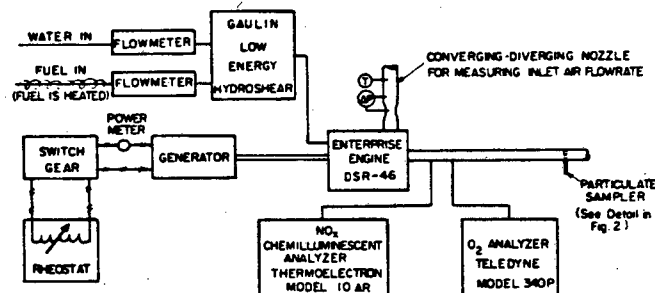 WATER IN
FLOWMETER
FUEL IN
(FUEL IS HEATED)
FLOWMETER
GAULIN
LOW
ENERGY
HYDROSHEAR
T
ΔP
CONVERGING-DIVERGING NOZZLE
FOR MEASURING INLET AIR FLOWRATE
POWER
METER
SWITCH
GEAR
GENERATOR
ENTERPRISE
ENGINE
DSR-46
RHEOSTAT
NOx
CHEMILLUMINESCENT
ANALYZER
THERMOELECTRON
MODEL 10 AR
O2 ANALYZER
TELEDYNE
MODEL 340P
PARTICULATE
SAMPLER
(See Detail in
Fig. 2)